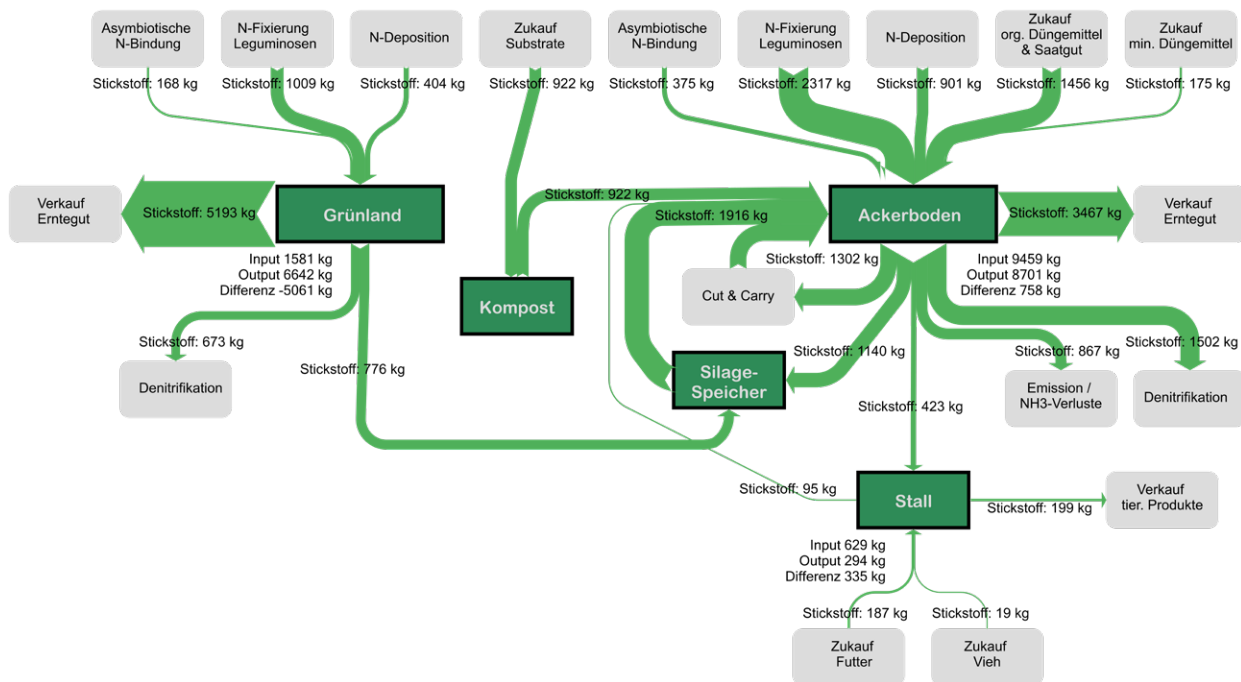 Asymbiotische
N-Bindung
N-Fixierung
Leguminosen
N-Deposition
Zukauf
Substrate
Asymbiotische
N-Bindung
N-Fixierung
Leguminosen
N-Deposition
Zukauf
org. Düngemittel
& Saatgut
Zukauf
min. Düngemittel
Stickstoff: 168 kg
Stickstoff: 1009 kg
Stickstoff: 404 kg
Stickstoff: 922 kg
Stickstoff: 375 kg
Stickstoff: 2317 kg
Stickstoff: 901 kg
Stickstoff: 1456 kg
Stickstoff: 175 kg
Verkauf
Erntegut
Stickstoff: 5193 kg
Grünland
Stickstoff: 922 kg
Stickstoff: 1916 kg
Ackerboden
Stickstoff: 3467 kg
Verkauf
Erntegut
Input 1581 kg
Output 6642 kg
Differenz -5061 kg
Kompost
Stickstoff: 1302 kg
Cut & Carry
Input 9459 kg
Output 8701 kg
Differenz 758 kg
Stickstoff: 673 kg
Denitrifikation
Stickstoff: 776 kg
Silage-
Speicher
Stickstoff: 1140 kg
Stickstoff: 867 kg
Stickstoff: 1502 kg
Emission /
NH3-Verluste
Denitrifikation
Stickstoff: 423 kg
Stickstoff: 95 kg
Stall
Stickstoff: 199 kg
Verkauf
tier. Produkte
Input 629 kg
Output 294 kg
Differenz 335 kg
Stickstoff: 187 kg
Stickstoff: 19 kg
Zukauf
Futter
Zukauf
Vieh